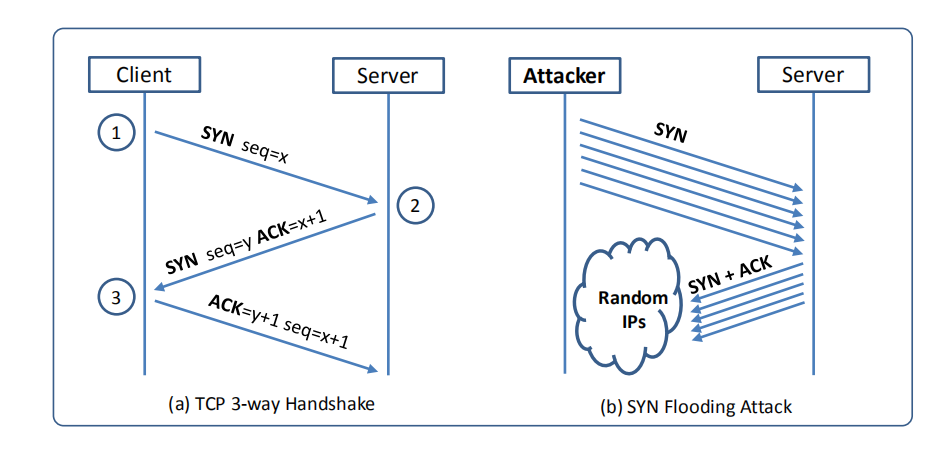 Client
Server
1
SYN seq=x
2
SYN seq=y ACK=x+1
3
ACK=y+1 seq=x+1
(a) TCP 3-way Handshake
Attacker
Server
SYN
SYN + ACK
Random
IPs
(b) SYN Flooding Attack